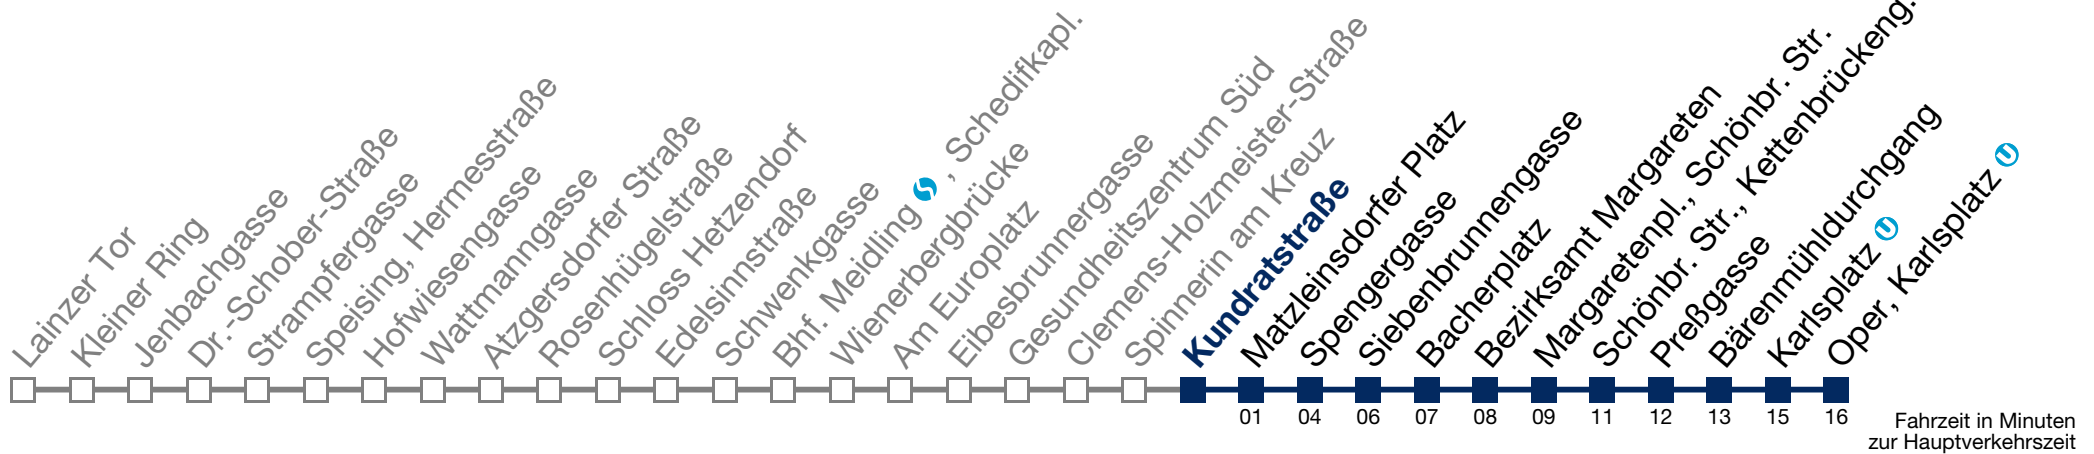 Lainzer Tor
Kleiner Ring
Jenbachgasse
Dr.-Schober-Straße
Strampfergasse
Speising, Hermesstraße
Hofwiesengasse
Wattmanngasse
Atzgersdorfer Straße
Rosenhügelstraße
Schloss Hetzendorf
Edelsinnstraße
Schwenkgasse
Bhf. Meidling S , Schedifkapl.
Wienerbergbrücke
Am Europlatz
Eibesbrunnergasse
Gesundheitszentrum Süd
Clemens-Holzmeister-Straße
Spinnerin am Kreuz
Kundratstraße
Matzleinsdorfer Platz
Spengergasse
Siebenbrunnengasse
Bacherplatz
Bezirksamt Margareten
Margaretenpl., Schönbr. Str.
Schönbr. Str., Kettenbrückeng.
Preßgasse
Bärenmühldurchgang
Karlsplatz U
Oper, Karlsplatz U
01 04 06 07 08 09 11 12 13 15 16
Fahrzeit in Minuten
zur Hauptverkehrszeit